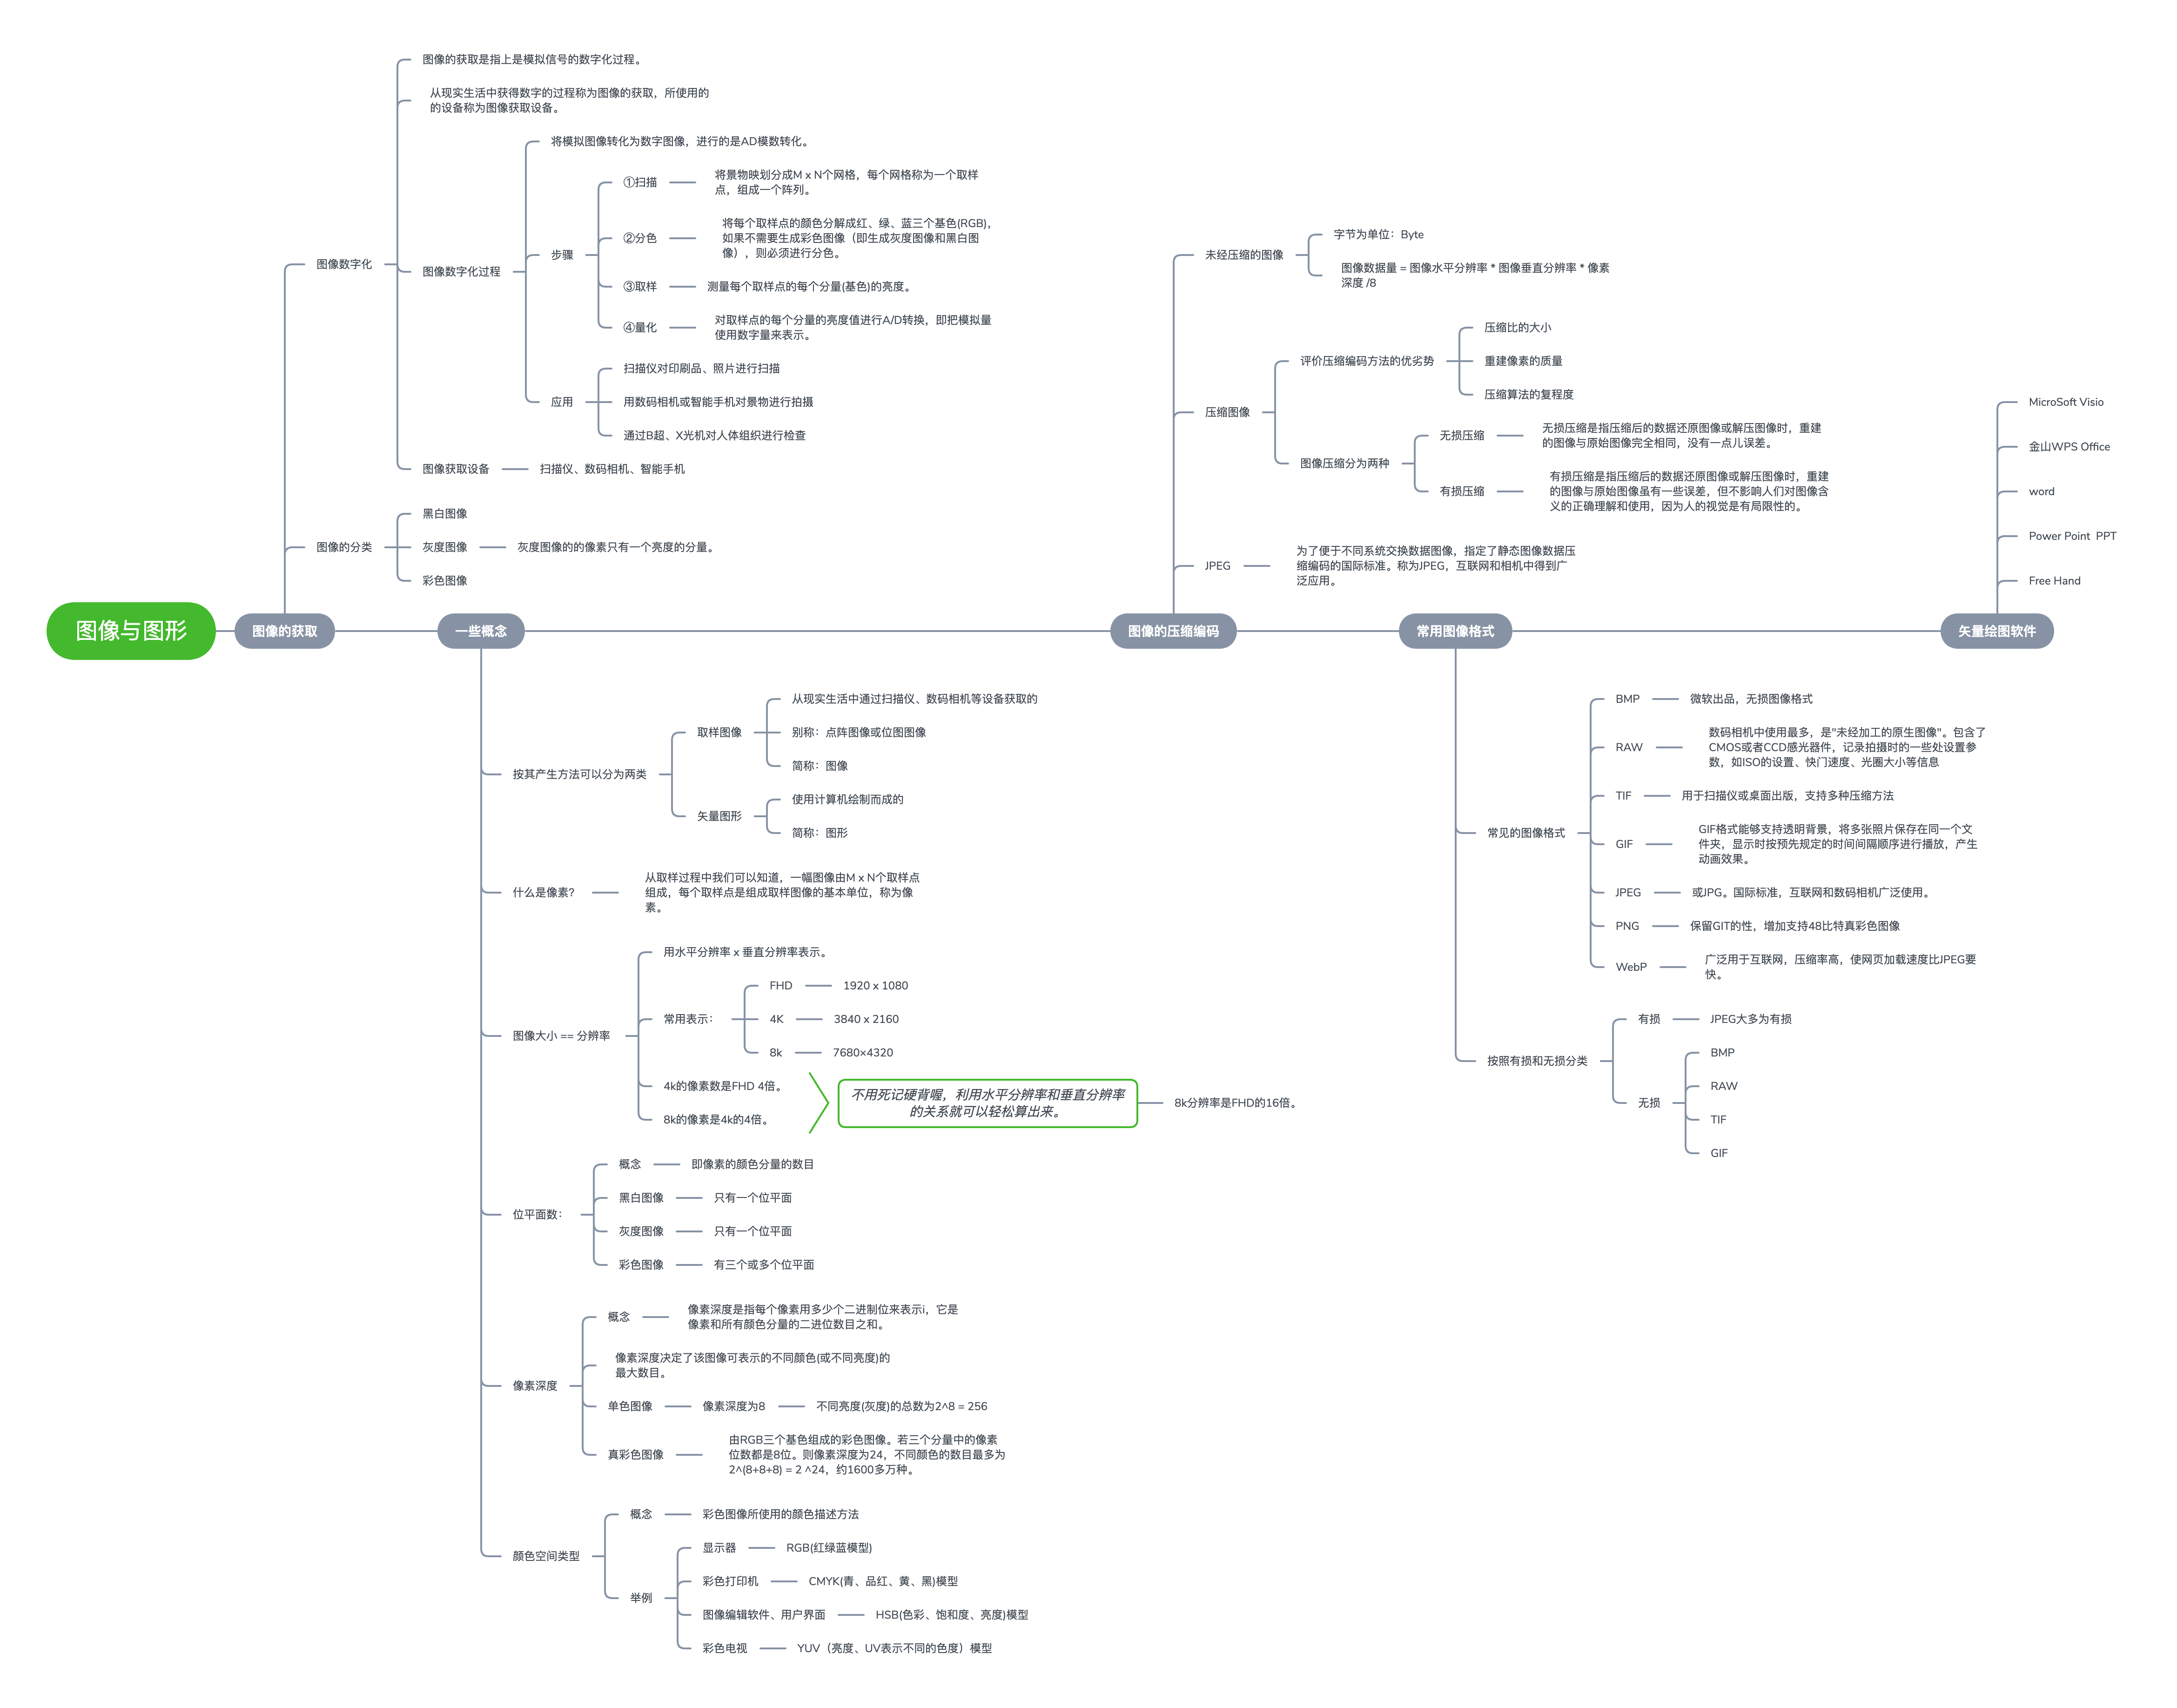 图像与图形
图像的获取
图像数字化
图像的获取是指上是模拟信号的数字化过程。
从现实生活中获得数字的过程称为图像的获取，所使用的
的设备称为图像获取设备。
图像数字化过程
将模拟图像转化为数字图像，进行的是AD模数转化。
步骤
①扫描
将景物映划分成M x N个网格，每个网格称为一个取样
点，组成一个阵列。
②分色
将每个取样点的颜色分解成红、绿、蓝三个基色(RGB)，
如果不需要生成彩色图像（即生成灰度图像和黑白图
像），则必须进行分色。
③取样
测量每个取样点的每个分量(基色)的亮度。
④量化
对取样点的每个分量的亮度值进行A/D转换，即把模拟量
使用数字量来表示。
应用
扫描仪对印刷品、照片进行扫描
用数码相机或智能手机对景物进行拍摄
通过B超、X光机对人体组织进行检查
图像获取设备
扫描仪、数码相机、智能手机
图像的分类
黑白图像
灰度图像
灰度图像的的像素只有一个亮度的分量。
彩色图像
一些概念
按其产生方法可以分为两类
取样图像
从现实生活中通过扫描仪、数码相机等设备获取的
别称：点阵图像或位图图像
简称：图像
矢量图形
使用计算机绘制而成的
简称：图形
什么是像素?
从取样过程中我们可以知道，一幅图像由M x N个取样点
组成，每个取样点是组成取样图像的基本单位，称为像
素。
图像大小 == 分辨率
用水平分辨率 x 垂直分辨率表示。
常用表示：
FHD
1920 x 1080
4K
3840 x 2160
8k
7680×4320
4k的像素数是FHD 4倍。
8k的像素是4k的4倍。
不用死记硬背喔，利用水平分辨率和垂直分辨率
的关系就可以轻松算出来。
8k分辨率是FHD的16倍。
位平面数：
概念
即像素的颜色分量的数目
黑白图像
只有一个位平面
灰度图像
只有一个位平面
彩色图像
有三个或多个位平面
像素深度
概念
像素深度是指每个像素用多少个二进制位来表示i，它是
像素和所有颜色分量的二进位数目之和。
像素深度决定了该图像可表示的不同颜色(或不同亮度)的
最大数目。
单色图像
像素深度为8
不同亮度(灰度)的总数为2^8 = 256
真彩色图像
由RGB三个基色组成的彩色图像。若三个分量中的像素
位数都是8位。则像素深度为24，不同颜色的数目最多为
2^(8+8+8) = 2 ^24，约1600多万种。
颜色空间类型
概念
彩色图像所使用的颜色描述方法
举例
显示器
RGB(红绿蓝模型)
彩色打印机
CMYK(青、品红、黄、黑)模型
图像编辑软件、用户界面
HSB(色彩、饱和度、亮度)模型
彩色电视
YUV（亮度、UV表示不同的色度）模型
图像的压缩编码
未经压缩的图像
字节为单位：Byte
图像数据量 = 图像水平分辨率 * 图像垂直分辨率 * 像素
深度 /8
压缩图像
评价压缩编码方法的优劣势
压缩比的大小
重建像素的质量
压缩算法的复程度
图像压缩分为两种
无损压缩
无损压缩是指压缩后的数据还原图像或解压图像时，重建
的图像与原始图像完全相同，没有一点儿误差。
有损压缩
有损压缩是指压缩后的数据还原图像或解压图像时，重建
的图像与原始图像虽有一些误差，但不影响人们对图像含
义的正确理解和使用，因为人的视觉是有局限性的。
JPEG
为了便于不同系统交换数据图像，指定了静态图像数据压
缩编码的国际标准。称为JPEG，互联网和相机中得到广
泛应用。
常用图像格式
常见的图像格式
BMP
微软出品，无损图像格式
RAW
数码相机中使用最多，是"未经加工的原生图像"。包含了
CMOS或者CCD感光器件，记录拍摄时的一些处设置参
数，如ISO的设置、快门速度、光圈大小等信息
TIF
用于扫描仪或桌面出版，支持多种压缩方法
GIF
GIF格式能够支持透明背景，将多张照片保存在同一个文
件夹，显示时按预先规定的时间间隔顺序进行播放，产生
动画效果。
JPEG
或JPG。国际标准，互联网和数码相机广泛使用。
PNG
保留GIT的性，增加支持48比特真彩色图像
WebP
广泛用于互联网，压缩率高，使网页加载速度比JPEG要
快。
按照有损和无损分类
有损
JPEG大多为有损
无损
BMP
RAW
TIF
GIF
矢量绘图软件
MicroSoft Visio
金山WPS Office
word
Power Point  PPT
Free Hand